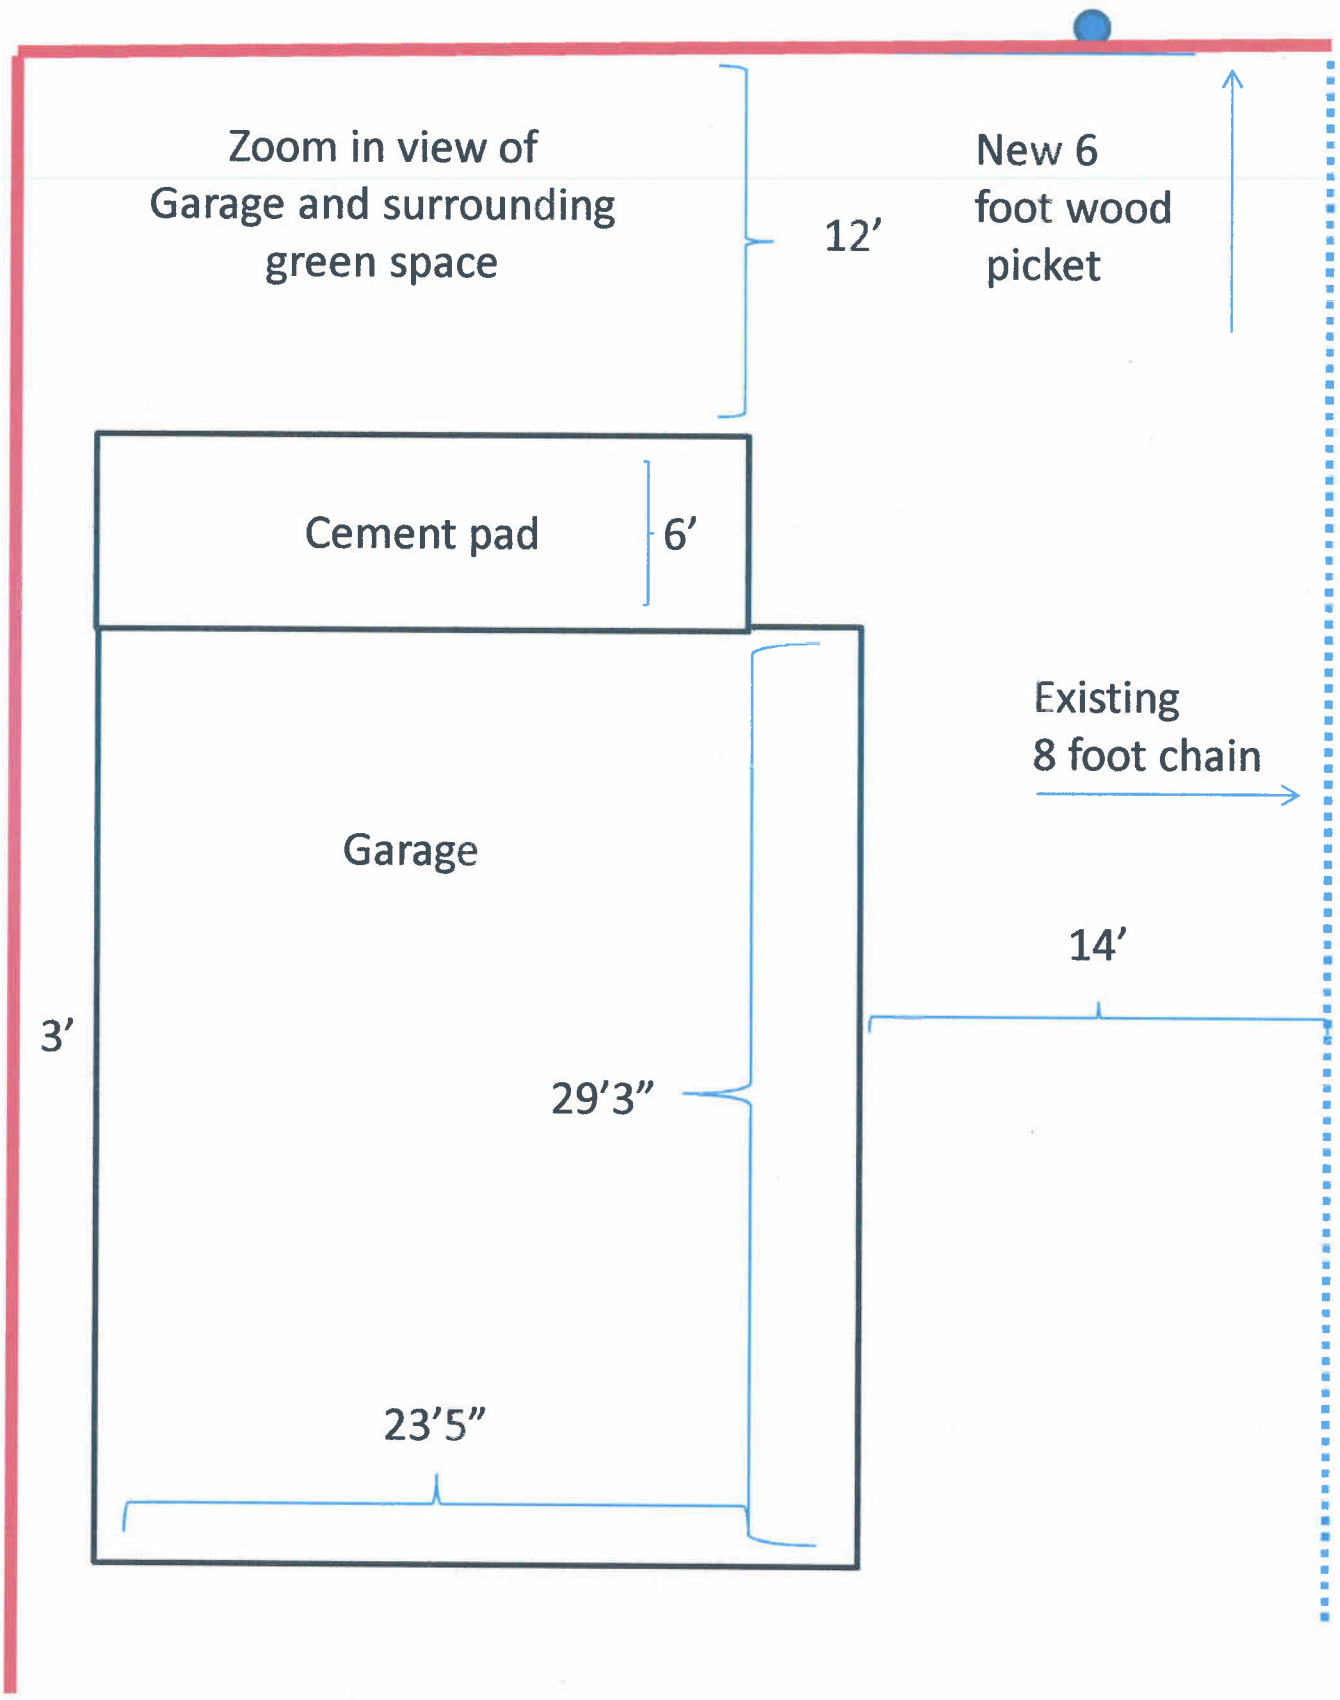 Zoom in view of
Garage and surrounding
green space
12′
New 6
foot wood
picket
Cement pad
6′
Existing
8 foot chain
Garage
14′
3′
29′3″
23′5″